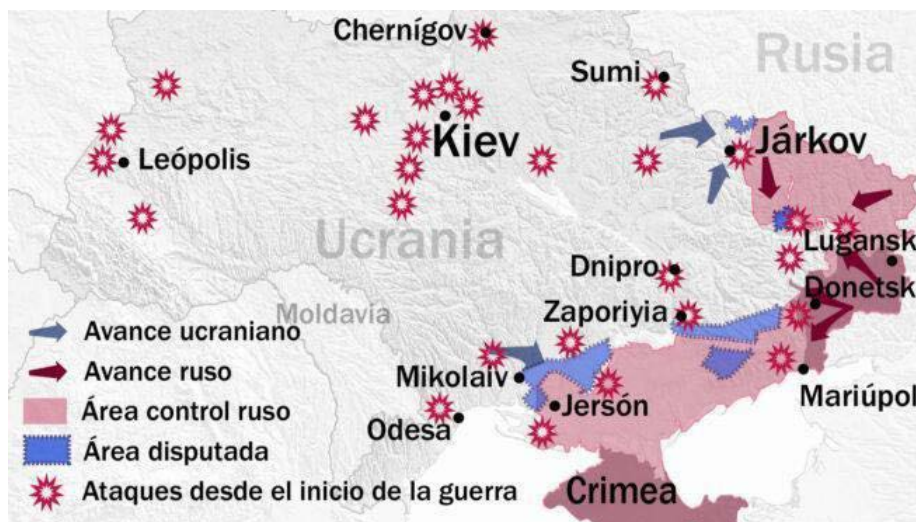 Chernígov
Rusia
Sumi
Kiev
Járkov
Leópolis
Ucrania
Lugansk
Dnipro
Donetsk
Moldavia
Zaporiyia
Avance ucraniano
Avance ruso
Mikolaiv
Mariúpol
Área control ruso
Jersón
Odesa
Área disputada
Ataques desde el inicio de la guerra
Crimea